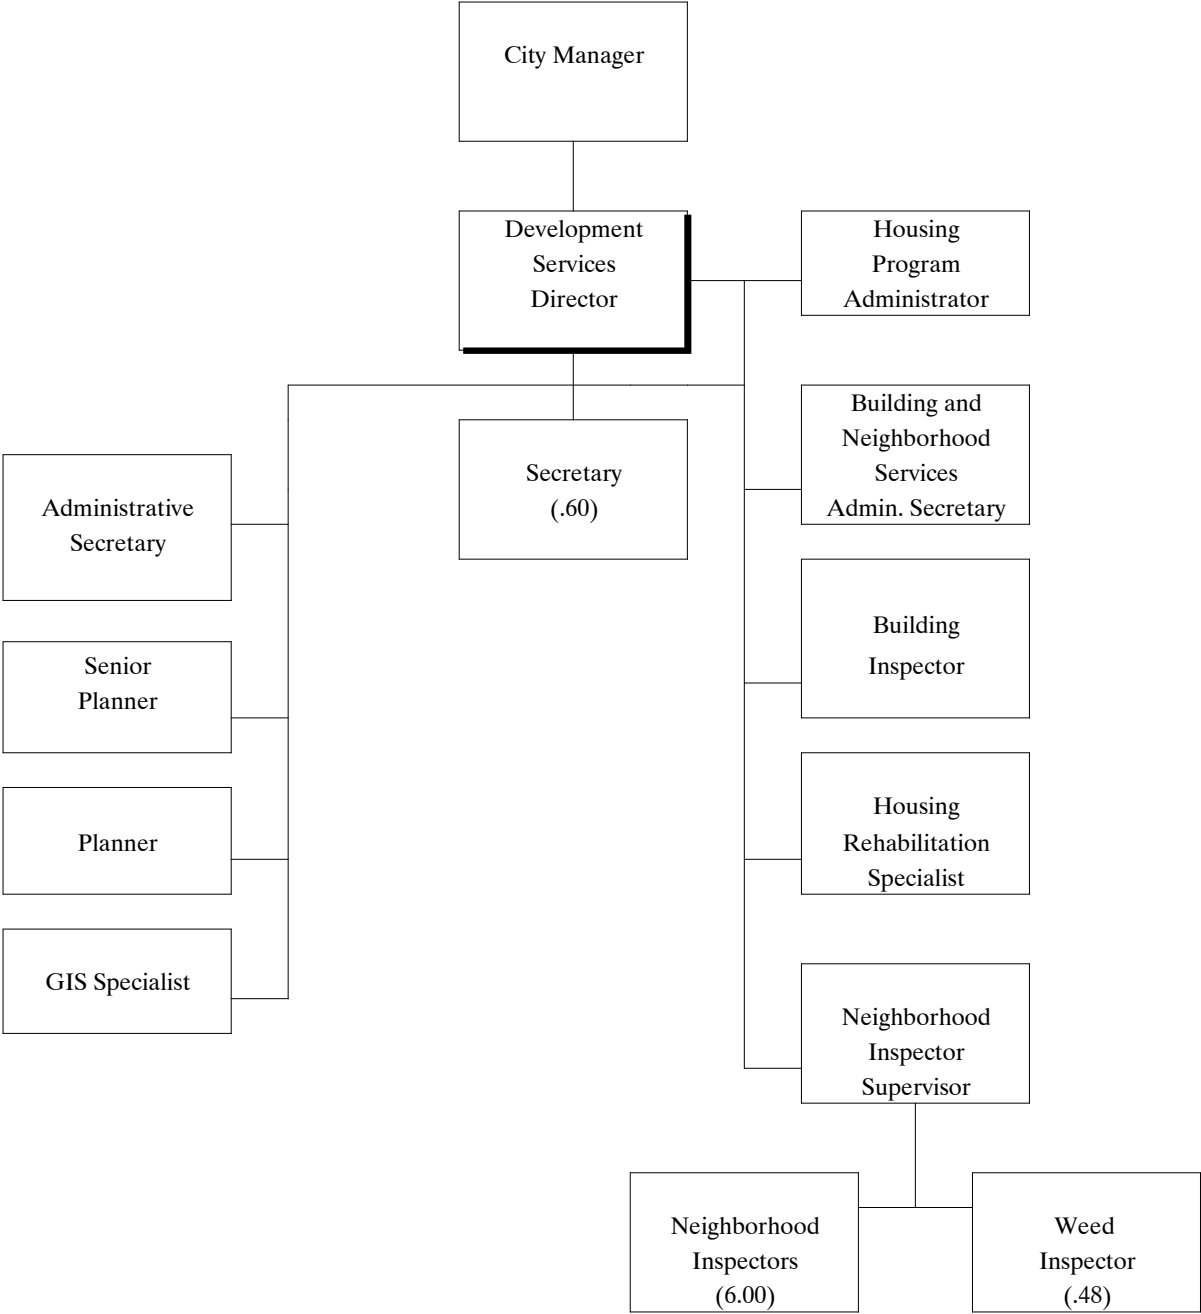 City Manager
Development
Services
Director
Housing
Program
Administrator
Building and
Neighborhood
Services
Admin. Secretary
Secretary
(.60)
Administrative
Secretary
Building
Inspector
Senior
Planner
Housing
Rehabilitation
Specialist
Planner
GIS Specialist
Neighborhood
Inspector
Supervisor
Neighborhood
Inspectors
(6.00)
Weed
Inspector
(.48)